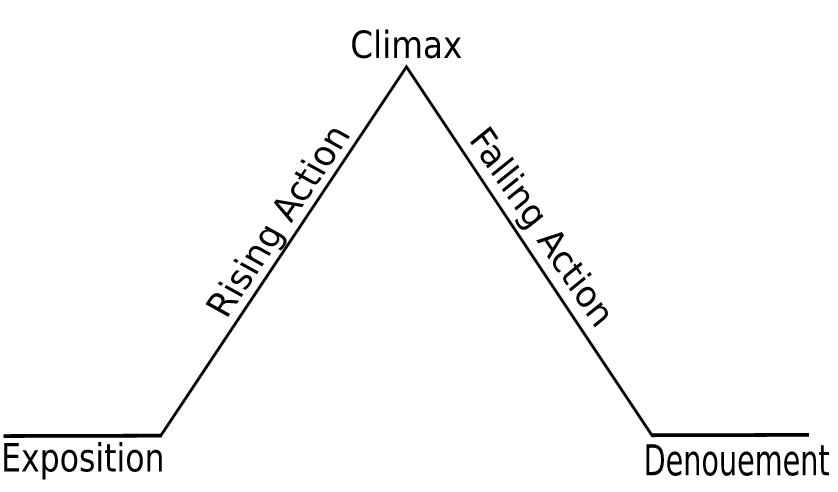 Climax
Rising Action
Falling Action
Exposition
Denouement